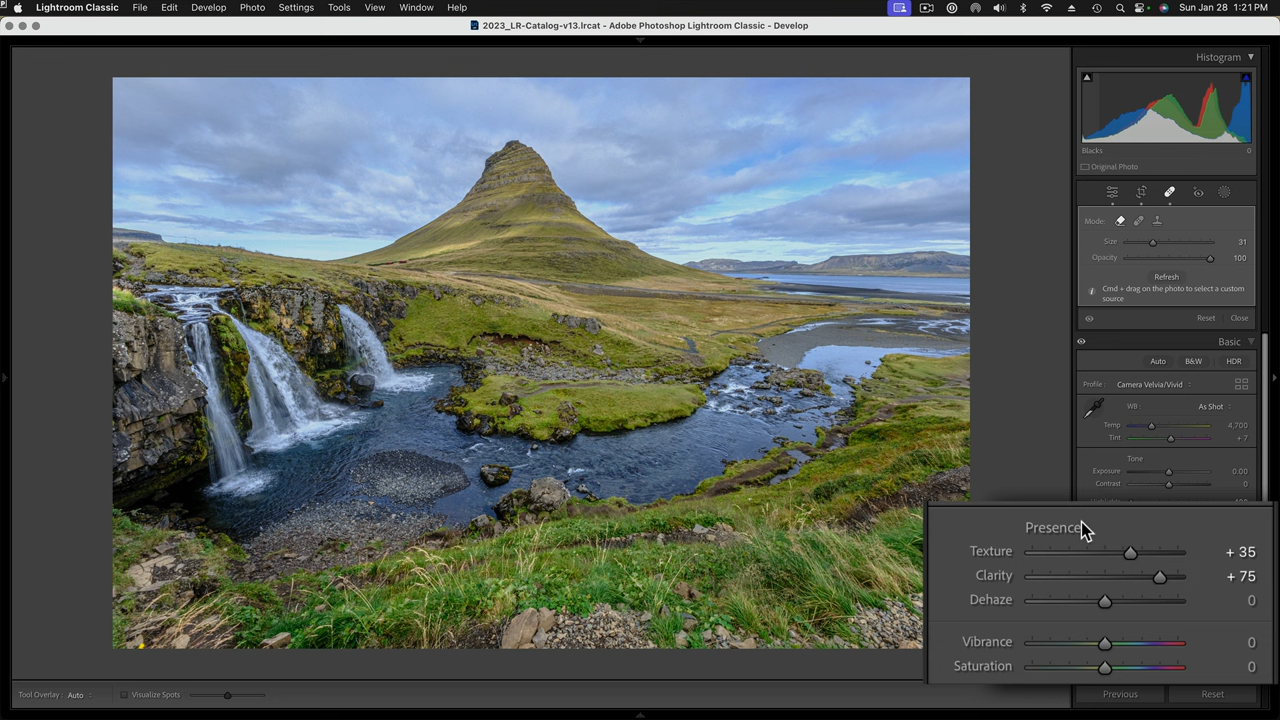 Lightroom Classic File Edit Develop Photo Settings Tools View Window Help Sun Jan 28 1:21 PM
2023_LR-Catalog-v13.lrcat - Adobe Photoshop Lightroom Classic - Develop
Histogram
Blacks 0
Original Photo
Mode:
Size 31
Opacity 100
Refresh
Cmd + drag on the photo to select a custom
source
Reset Close
Basic
Auto B&W HDR
Profile : Camera Velvia/Vivid
WB: As Shot
Temp 4,700
Tint + 7
Tone
Exposure 0.00
Contrast 0
Presence
Texture + 35
Clarity + 75
Dehaze 0
Vibrance 0
Saturation 0
Tool Overlay: Auto Visualize Spots Previous Reset